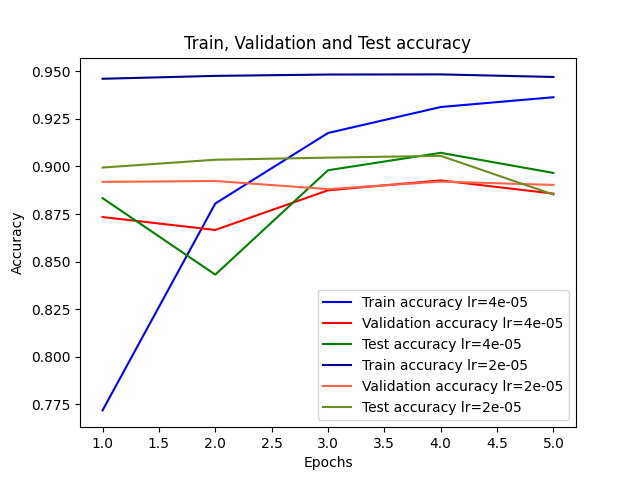 Train, Validation and Test accuracy
Accuracy
0.950
0.925
0.900
0.875
0.850
0.825
0.800
0.775
Train accuracy lr=4e-05
Validation accuracy lr=4e-05
Test accuracy lr=4e-05
Train accuracy lr=2e-05
Validation accuracy lr=2e-05
Test accuracy lr=2e-05
1.0 1.5 2.0 2.5 3.0 3.5 4.0 4.5 5.0
Epochs